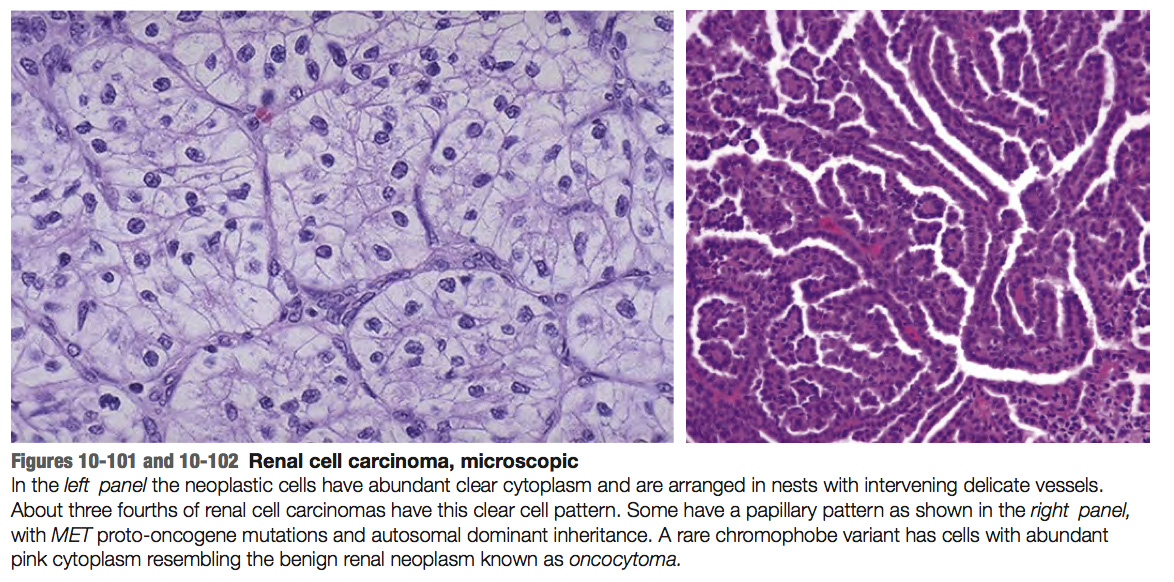 Figures 10-101 and 10-102 Renal cell carcinoma, microscopic
In the left panel the neoplastic cells have abundant clear cytoplasm and are arranged in nests with intervening delicate vessels.
About three fourths of renal cell carcinomas have this clear cell pattern. Some have a papillary pattern as shown in the right panel,
with MET proto-oncogene mutations and autosomal dominant inheritance. A rare chromophobe variant has cells with abundant
pink cytoplasm resembling the benign renal neoplasm known as oncocytoma.